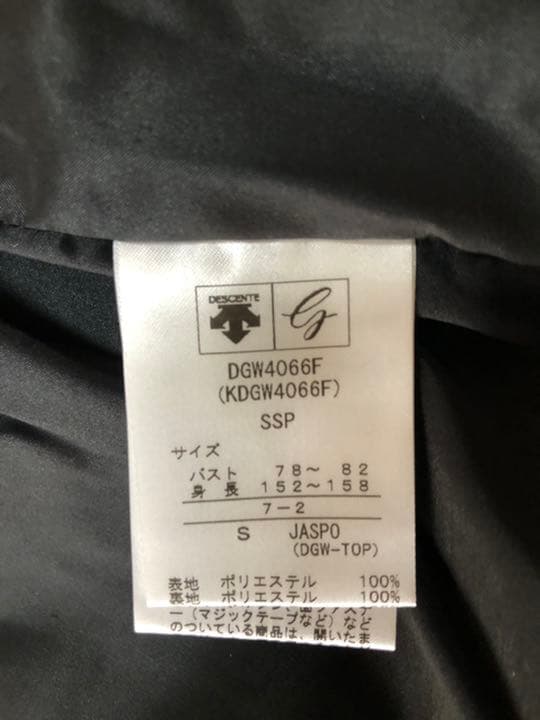 DESCENTE
DGW4066F
(KDGW4066F)
SSP
サイズ
バスト 78～ 82
身 長 152～158
7－2
S JASPO
(DGW-TOP)
表地 ポリエステル 100%
裏地 ポリエステル 100%
ー（マジックテープなど）など
のついている商品は、開いたま